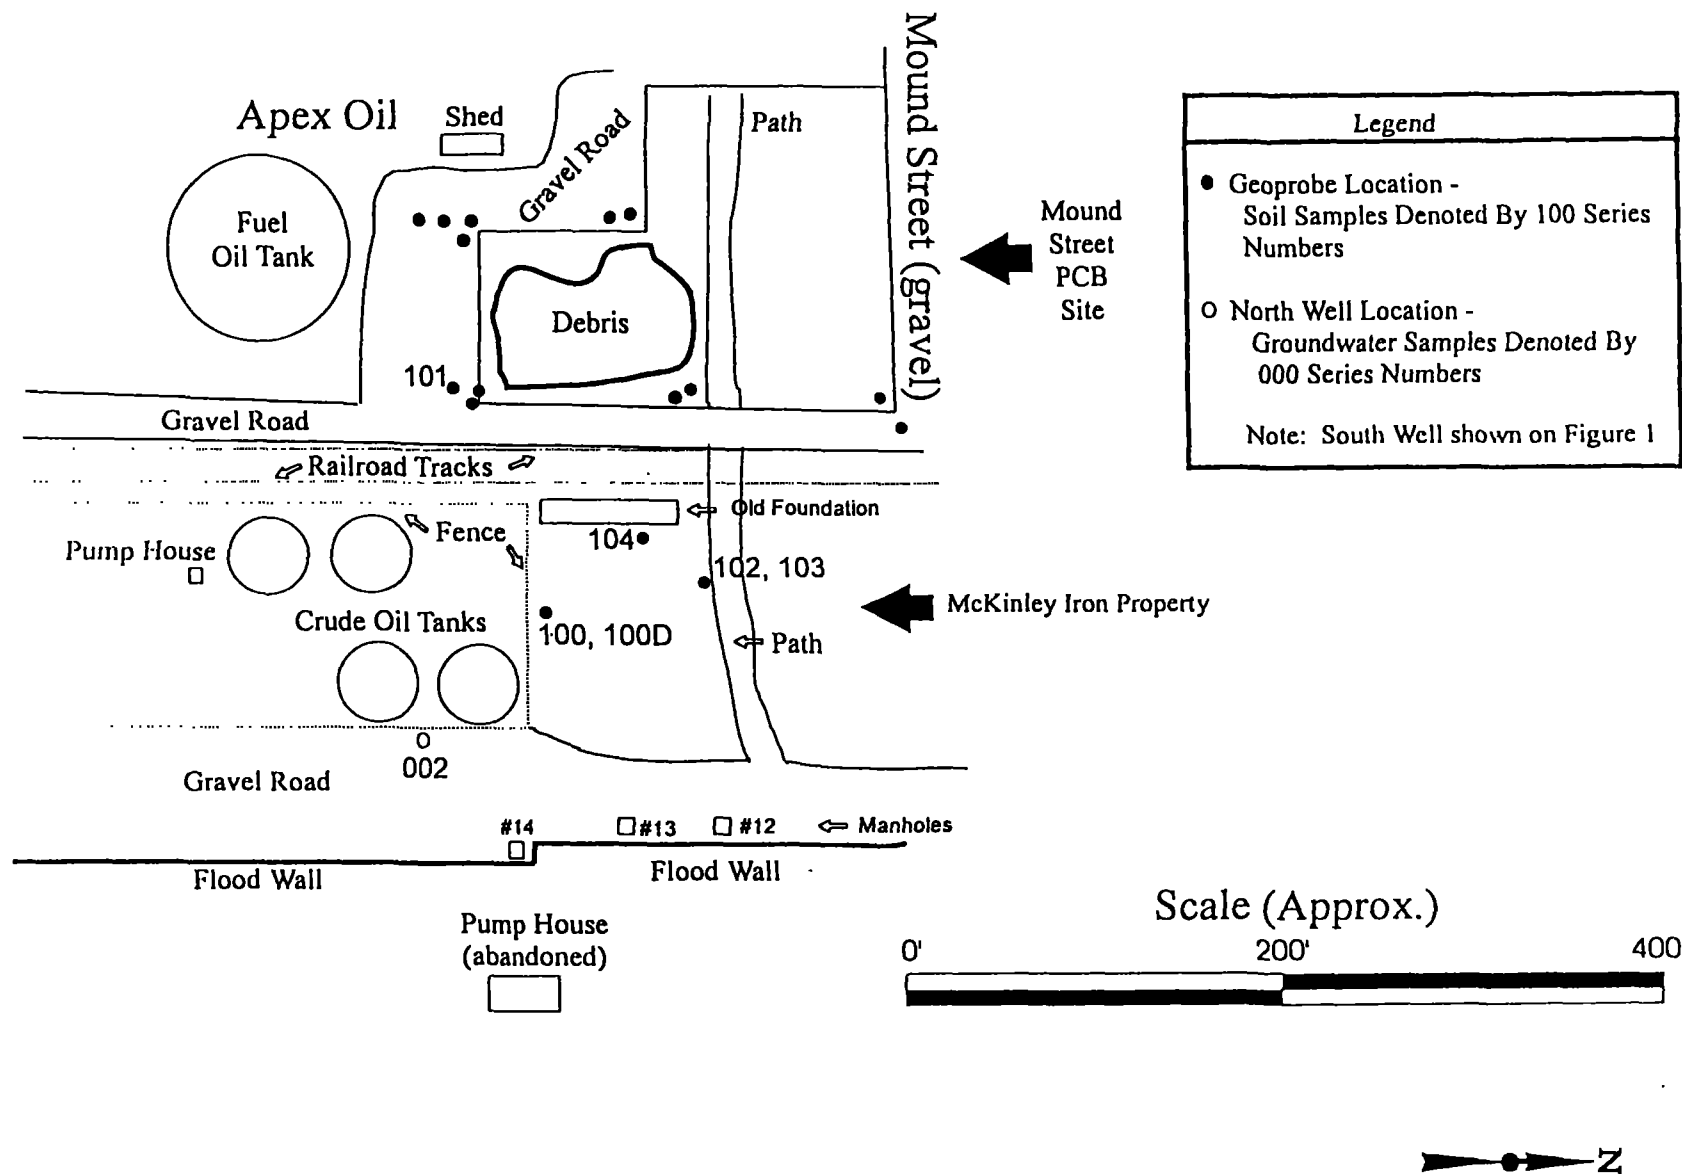 Mound Street (gravel)
Apex Oil
Shed
Gravel Road
Path
Fuel
Oil Tank
Debris
101
Gravel Road
Mound
Street
PCB
Site
Legend
Geoprobe Location -
Soil Samples Denoted By 100 Series
Numbers
North Well Location -
Groundwater Samples Denoted By
000 Series Numbers
Note: South Well shown on Figure 1
Railroad Tracks
Old Foundation
Fence
104
Pump House
102, 103
Crude Oil Tanks
100, 100D
Path
McKinley Iron Property
002
Gravel Road
#14
#13
#12
Manholes
Flood Wall
Flood Wall
Pump House
(abandoned)
Scale (Approx.)
0'
200'
400
N